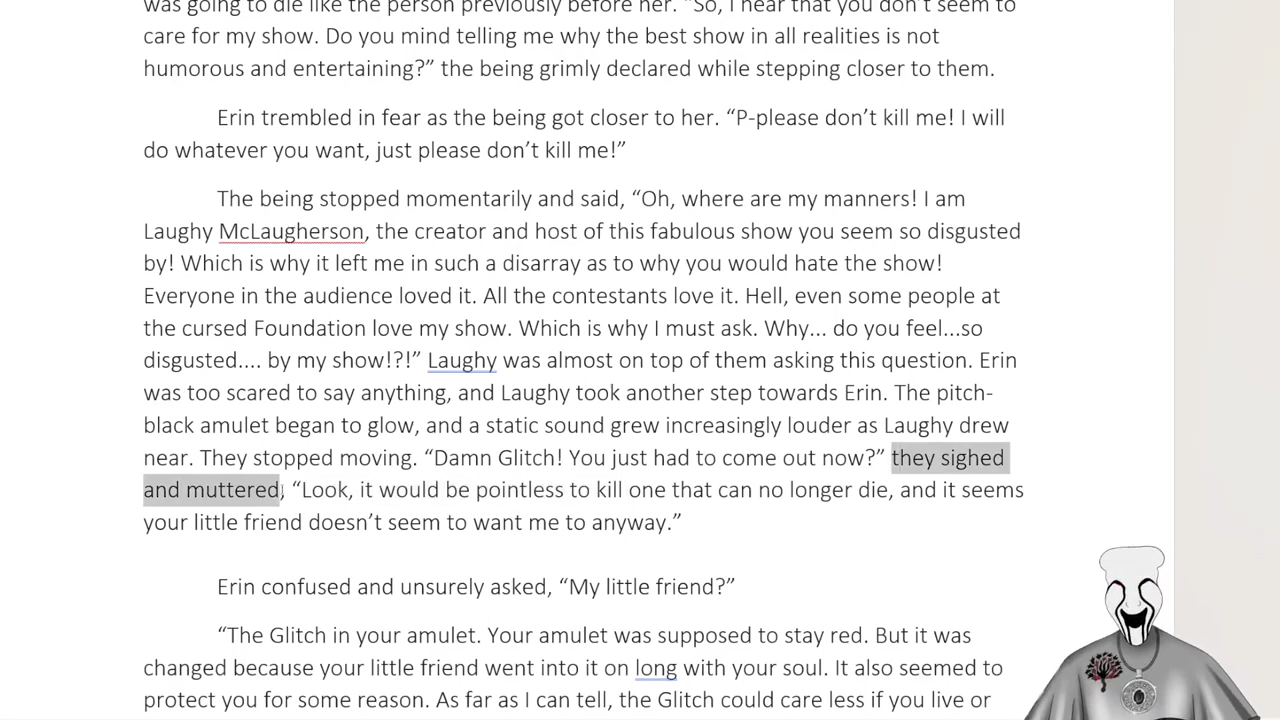 was going to die like the person previously before her. “So, I hear that you don’t seem to
care for my show. Do you mind telling me why the best show in all realities is not
humorous and entertaining?” the being grimly declared while stepping closer to them.
Erin trembled in fear as the being got closer to her. “P-please don’t kill me! I will
do whatever you want, just please don’t kill me!”
The being stopped momentarily and said, “Oh, where are my manners! I am
Laughy McLaugherson, the creator and host of this fabulous show you seem so disgusted
by! Which is why it left me in such a disarray as to why you would hate the show!
Everyone in the audience loved it. All the contestants love it. Hell, even some people at
the cursed Foundation love my show. Which is why I must ask. Why... do you feel...so
disgusted.... by my show!?!” Laughy was almost on top of them asking this question. Erin
was too scared to say anything, and Laughy took another step towards Erin. The pitch-
black amulet began to glow, and a static sound grew increasingly louder as Laughy drew
near. They stopped moving. “Damn Glitch! You just had to come out now?” they sighed
and muttered, “Look, it would be pointless to kill one that can no longer die, and it seems
your little friend doesn’t seem to want me to anyway.”
Erin confused and unsurely asked, “My little friend?”
“The Glitch in your amulet. Your amulet was supposed to stay red. But it was
changed because your little friend went into it on long with your soul. It also seemed to
protect you for some reason. As far as I can tell, the Glitch could care less if you live or